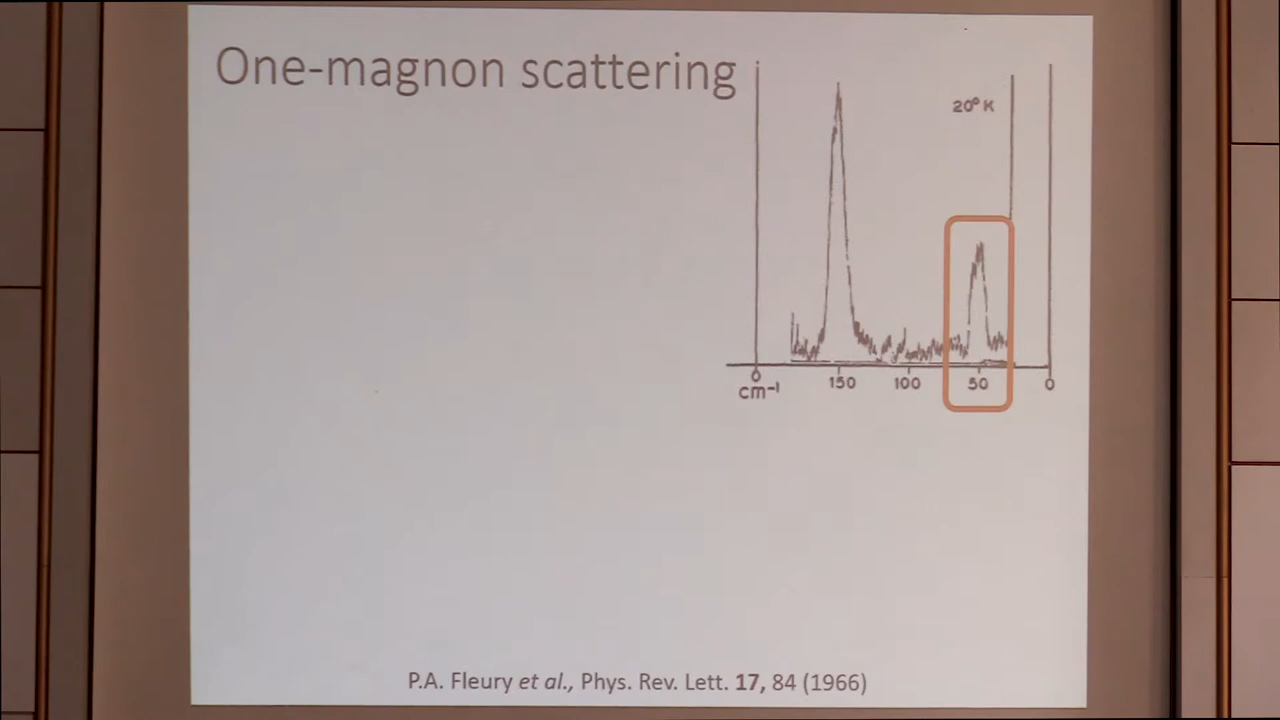 One-magnon scattering
20° K
0 150 100 50 0
cm⁻¹
P.A. Fleury et al., Phys. Rev. Lett. 17, 84 (1966)